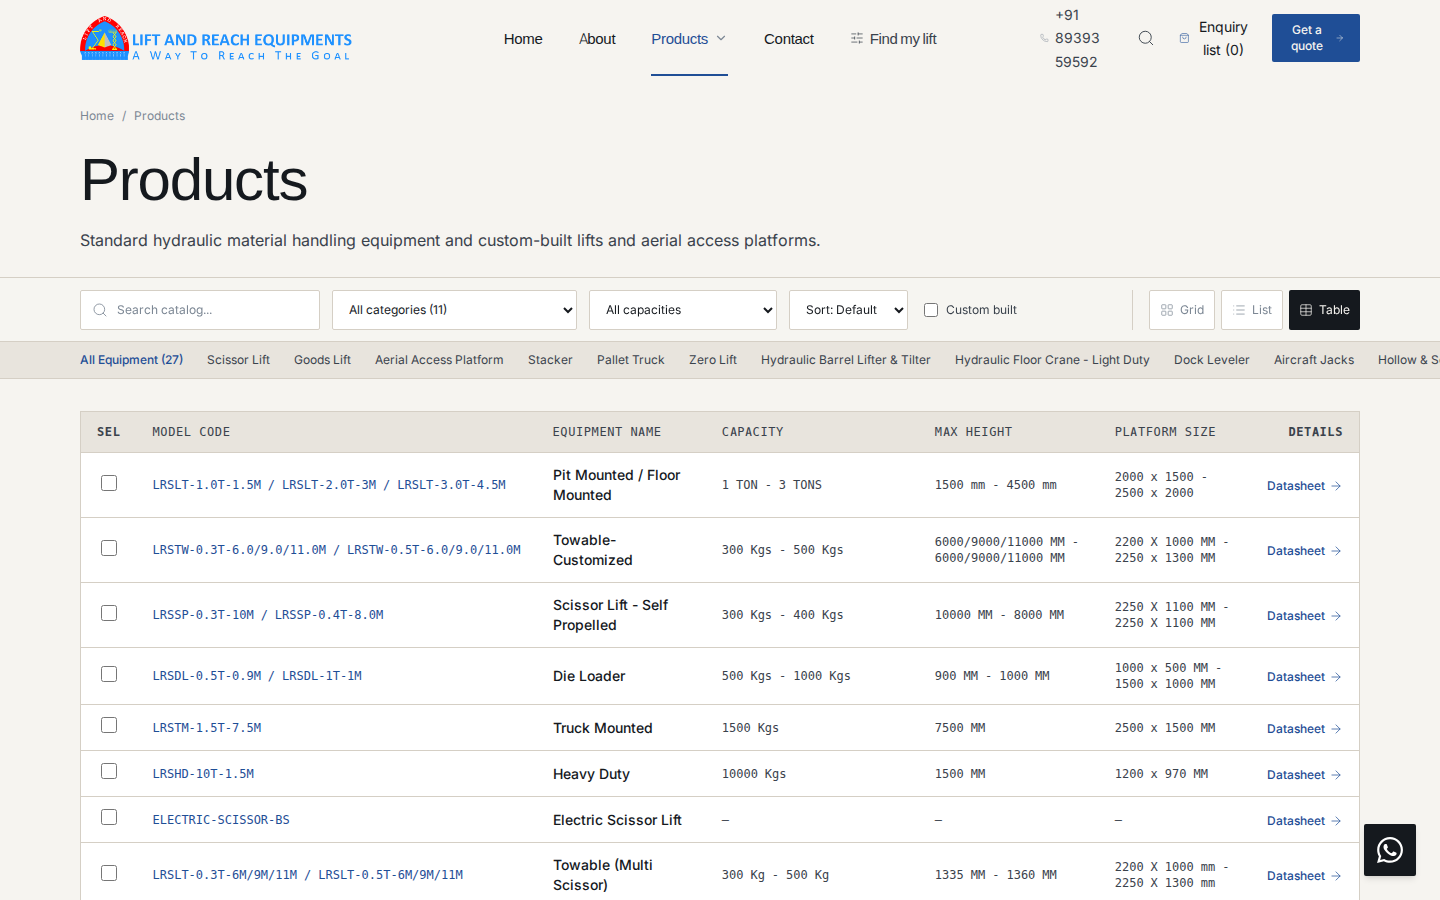 LIFT AND REACH EQUIPMENTS
A Way To Reach The Goal
Home
About
Products
Contact
Find my lift
+91
89393
59592
Enquiry
list (0)
Get a
quote
Home / Products
Products
Standard hydraulic material handling equipment and custom-built lifts and aerial access platforms.
Search catalog...
All categories (11)
All capacities
Sort: Default
Custom built
Grid
List
Table
All Equipment (27)
Scissor Lift
Goods Lift
Aerial Access Platform
Stacker
Pallet Truck
Zero Lift
Hydraulic Barrel Lifter & Tilter
Hydraulic Floor Crane - Light Duty
Dock Leveler
Aircraft Jacks
Hollow & S
SEL MODEL CODE EQUIPMENT NAME CAPACITY MAX HEIGHT PLATFORM SIZE DETAILS
LRSLT-1.0T-1.5M / LRSLT-2.0T-3M / LRSLT-3.0T-4.5M
Pit Mounted / Floor
Mounted
1 TON - 3 TONS
1500 mm - 4500 mm
2000 x 1500 -
2500 x 2000
Datasheet
LRSTW-0.3T-6.0/9.0/11.0M / LRSTW-0.5T-6.0/9.0/11.0M
Towable-
Customized
300 Kgs - 500 Kgs
6000/9000/11000 MM -
6000/9000/11000 MM
2200 X 1000 MM -
2250 x 1300 MM
Datasheet
LRSSP-0.3T-10M / LRSSP-0.4T-8.0M
Scissor Lift - Self
Propelled
300 Kgs - 400 Kgs
10000 MM - 8000 MM
2250 X 1100 MM -
2250 X 1100 MM
Datasheet
LRSDL-0.5T-0.9M / LRSDL-1T-1M
Die Loader
500 Kgs - 1000 Kgs
900 MM - 1000 MM
1000 x 500 MM -
1500 x 1000 MM
Datasheet
LRSTM-1.5T-7.5M
Truck Mounted
1500 Kgs
7500 MM
2500 x 1500 MM
Datasheet
LRSHD-10T-1.5M
Heavy Duty
10000 Kgs
1500 MM
1200 x 970 MM
Datasheet
ELECTRIC-SCISSOR-BS
Electric Scissor Lift
—
—
—
Datasheet
LRSLT-0.3T-6M/9M/11M / LRSLT-0.5T-6M/9M/11M
Towable (Multi
Scissor)
300 Kg - 500 Kg
1335 MM - 1360 MM
2200 X 1000 mm -
2250 X 1300 mm
Datasheet